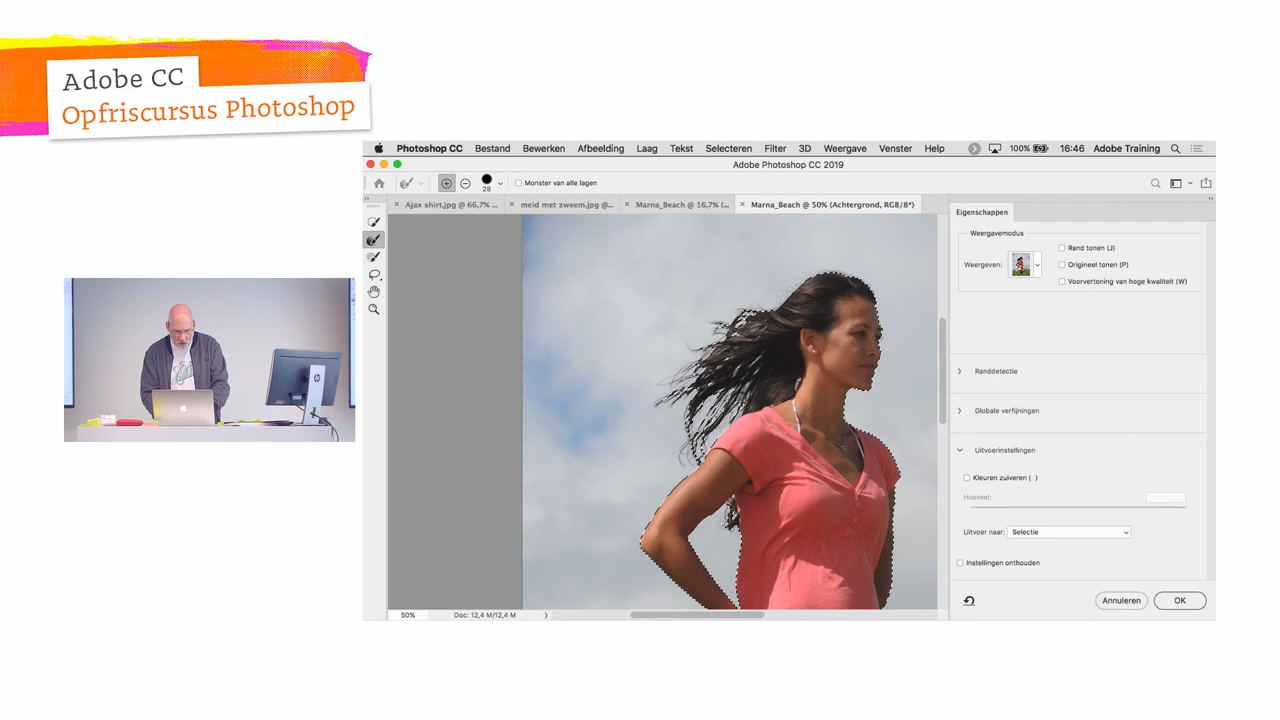 Adobe CC
Opfriscursus Photoshop
Photoshop CC Bestand Bewerken Afbeelding Laag Tekst Selecteren Filter 3D Weergave Venster Help 100% 16:46 Adobe Training
Adobe Photoshop CC 2019
28
Monster van alle lagen
Ajax shirt.jpg @ 66,7% ...
meid met zweem.jpg @...
Marna_Beach @ 16,7% (...
Marna_Beach @ 50% (Achtergrond, RGB/8*)
Eigenschappen
Weergavemodus
Weergeven:
Rand tonen (J)
Origineel tonen (P)
Voorvertoning van hoge kwaliteit (W)
Randdetectie
Globale verfijningen
Uitvoerinstellingen
Kleuren zuiveren ( )
Hoeveel:
Uitvoer naar: Selectie
Instellingen onthouden
Annuleren OK
50% Doc: 12,4 M/12,4 M